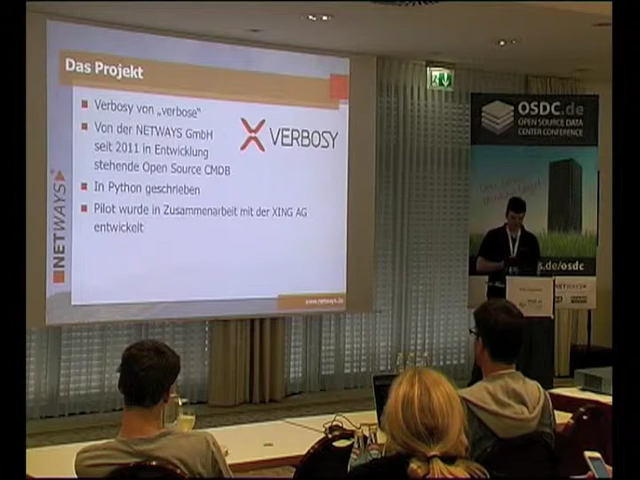 Das Projekt
Verbosy von „verbose“
Von der NETWAYS GmbH
seit 2011 in Entwicklung
stehende Open Source CMDB
In Python geschrieben
Pilot wurde in Zusammenarbeit mit der XING AG
entwickelt
VERBOSY
NETWAYS
www.netways.de
OSDC.de
OPEN SOURCE DATA
CENTER CONFERENCE
s.de/osdc
NETWAYS